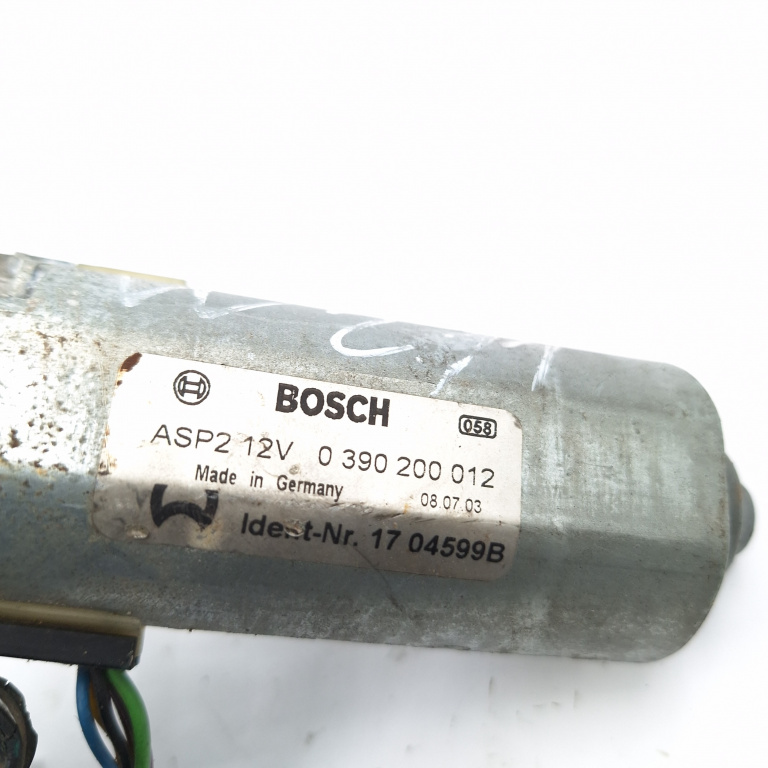 BOSCH
058
ASP2 12V 0 390 200 012
Made in Germany 08.07.03
Ident-Nr. 17 04599B